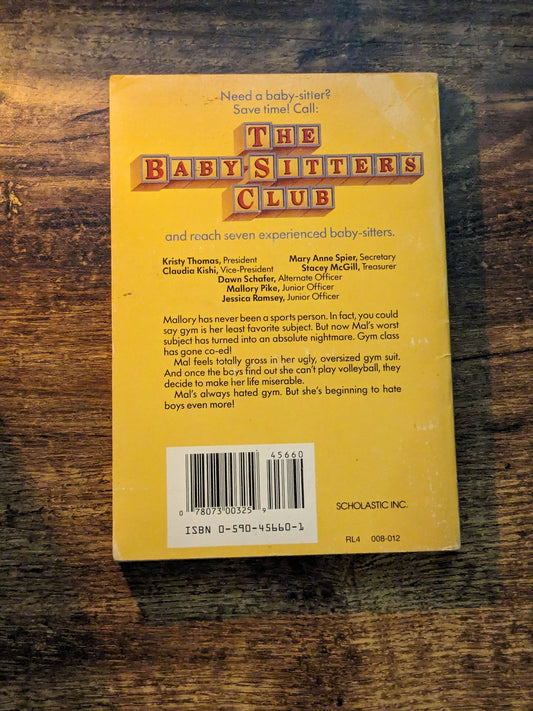 Need a baby-sitter?
Save time! Call:
THE
BABY-SITTERS
CLUB
and reach seven experienced baby-sitters.
Kristy Thomas, President Mary Anne Spier, Secretary
Claudia Kishi, Vice-President Stacey McGill, Treasurer
Dawn Schafer, Alternate Officer
Mallory Pike, Junior Officer
Jessica Ramsey, Junior Officer
Mallory has never been a sports person. In fact, you could
say gym is her least favorite subject. But now Mal's worst
subject has turned into an absolute nightmare. Gym class
has gone co-ed!
Mal feels totally gross in her ugly, oversized gym suit.
And once the boys find out she can't play volleyball, they
decide to make her life miserable.
Mal's always hated gym. But she's beginning to hate
boys even more!
45660
0 78073 00325 9
ISBN 0-590-45660-1
SCHOLASTIC INC.
RL4 008-012